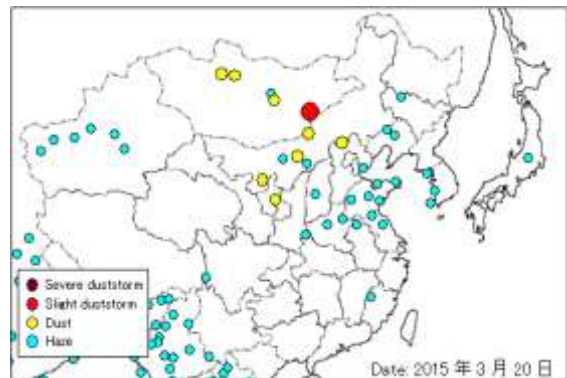 Severe duststorm
Slight duststorm
Dust
Haze
Date: 2015 年 3 月 20 日